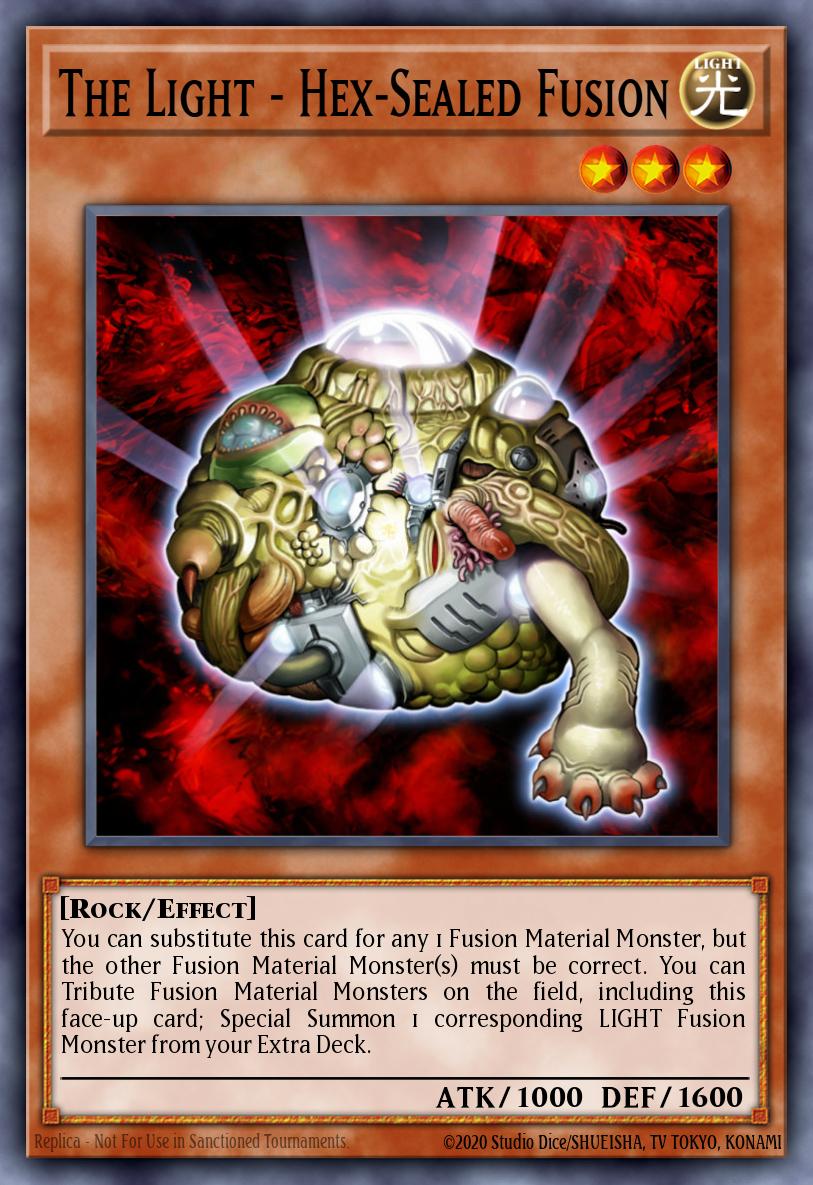 THE LIGHT - HEX-SEALED FUSION
LIGHT
光
[ROCK/EFFECT]
You can substitute this card for any 1 Fusion Material Monster, but
the other Fusion Material Monster(s) must be correct. You can
Tribute Fusion Material Monsters on the field, including this
face-up card; Special Summon 1 corresponding LIGHT Fusion
Monster from your Extra Deck.
ATK/1000 DEF/1600
Replica - Not For Use in Sanctioned Tournaments.
©2020 Studio Dice/SHUEISHA, TV TOKYO, KONAMI